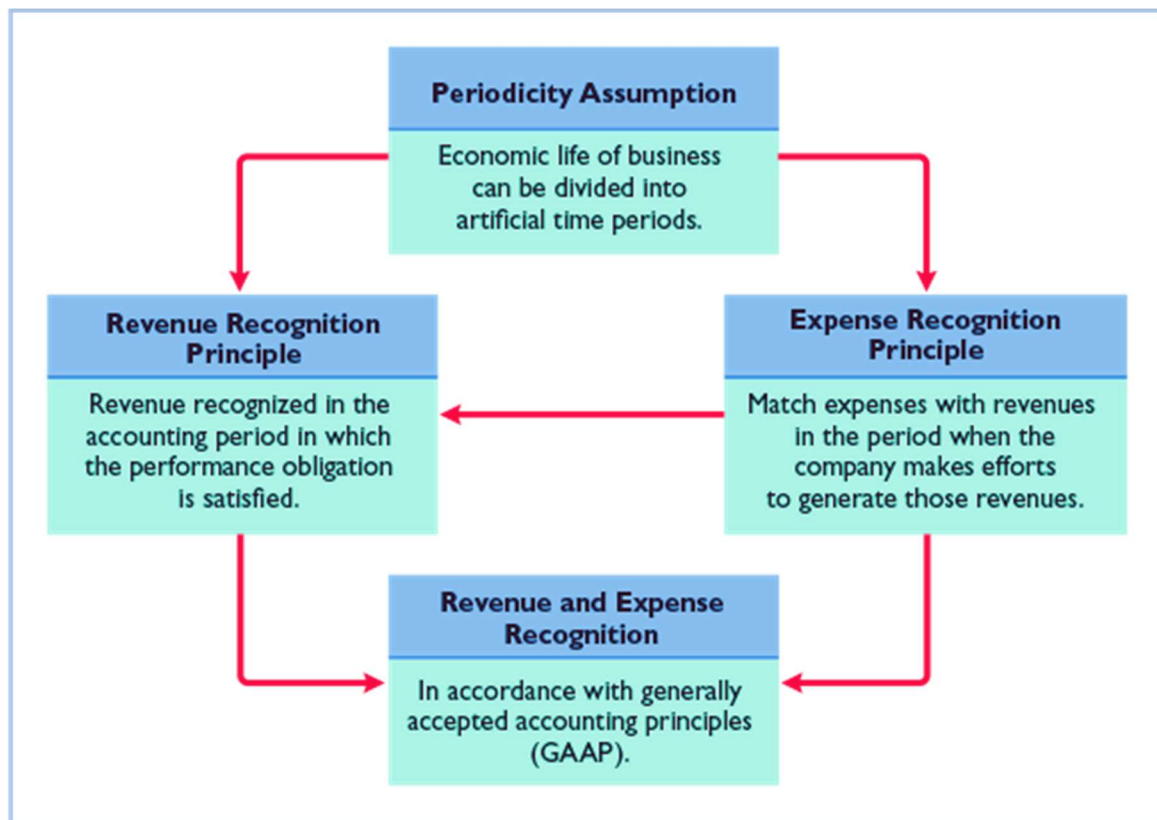 Periodicity Assumption
Economic life of business
can be divided into
artificial time periods.
Revenue Recognition
Principle
Revenue recognized in the
accounting period in which
the performance obligation
is satisfied.
Expense Recognition
Principle
Match expenses with revenues
in the period when the
company makes efforts
to generate those revenues.
Revenue and Expense
Recognition
In accordance with generally
accepted accounting principles
(GAAP).